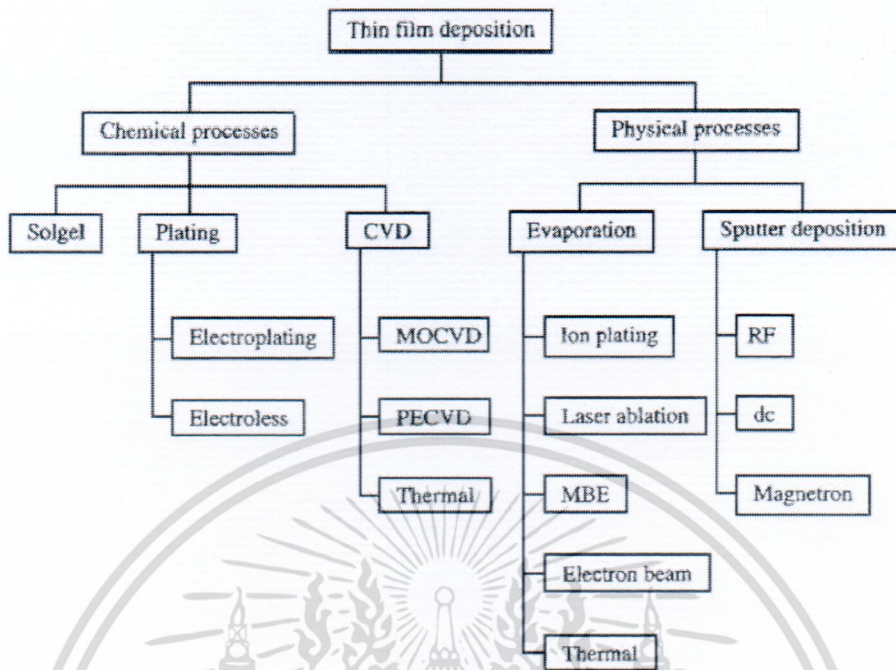 Thin film deposition
Chemical processes
Physical processes
Solgel
Plating
CVD
Evaporation
Sputter deposition
Electroplating
MOCVD
Ion plating
RF
Electroless
PECVD
Laser ablation
dc
Thermal
MBE
Magnetron
Electron beam
Thermal